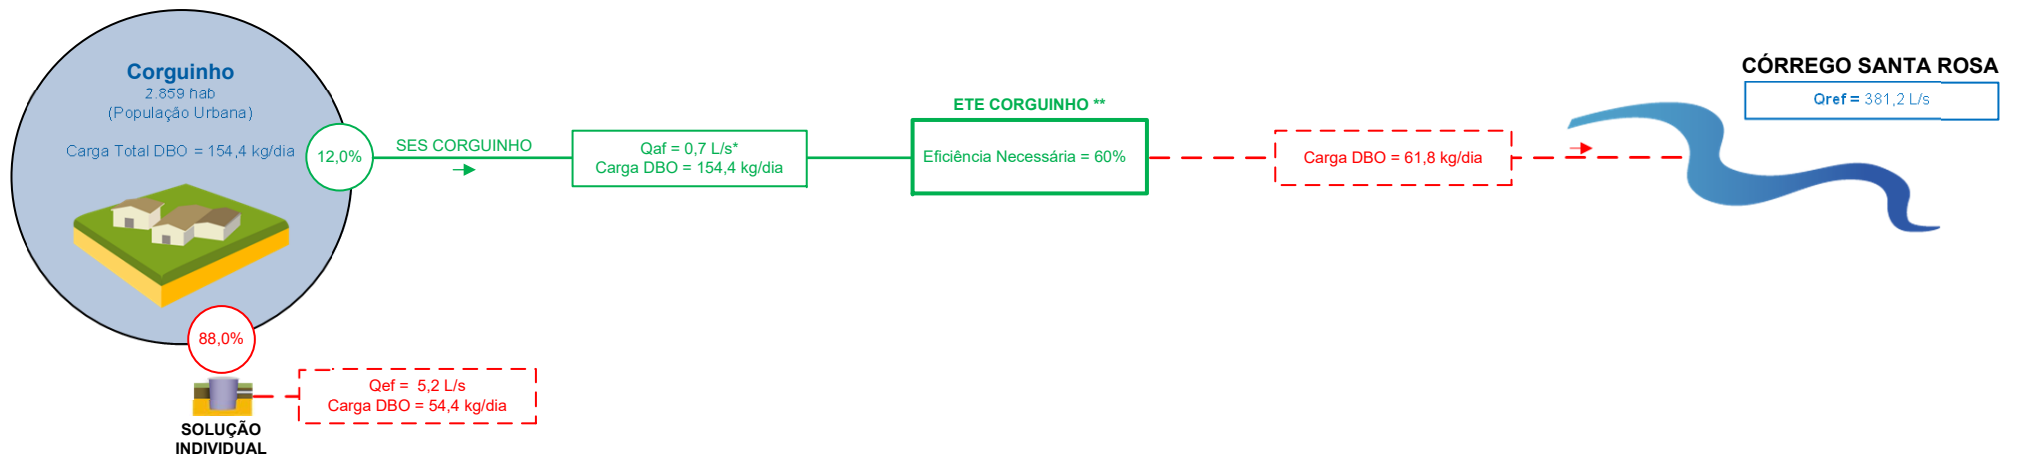 Corguinho
2.859 hab
(População Urbana)
Carga Total DBO = 154,4 kg/dia
12,0%
SES CORGUINHO
Qaf = 0,7 L/s*
Carga DBO = 154,4 kg/dia
ETE CORGUINHO **
Eficiência Necessária = 60%
Carga DBO = 61,8 kg/dia
CÓRREGO SANTA ROSA
Qref = 381,2 L/s
88,0%
Qef = 5,2 L/s
Carga DBO = 54,4 kg/dia
SOLUÇÃO
INDIVIDUAL